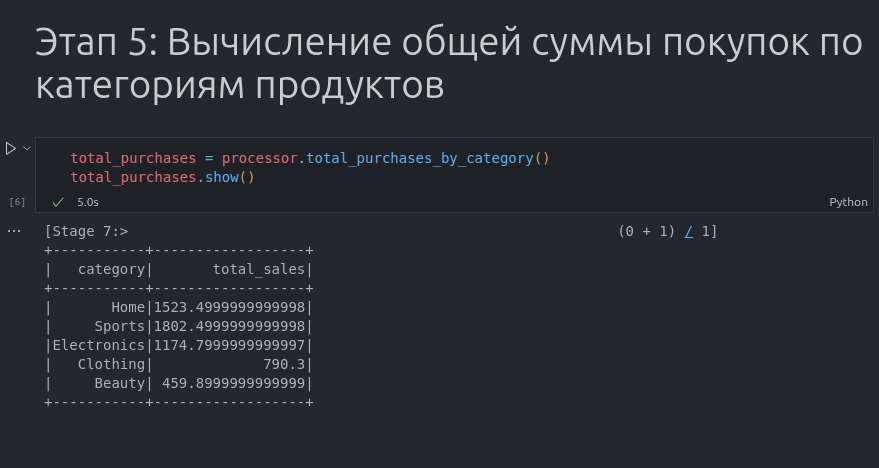 Этап 5: Вычисление общей суммы покупок по
категориям продуктов
total_purchases = processor.total_purchases_by_category()
total_purchases.show()
[6] 5.0s Python
[Stage 7:> (0 + 1) / 1]
+-----------+------------------+
|   category|       total_sales|
+-----------+------------------+
|       Home|1523.4999999999998|
|     Sports|1802.4999999999998|
|Electronics|1174.7999999999997|
|   Clothing|             790.3|
|     Beauty| 459.8999999999999|
+-----------+------------------+